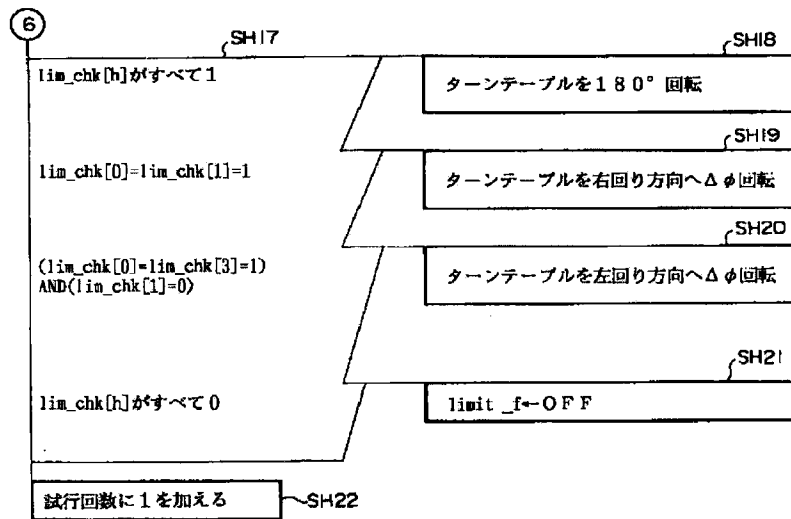 6
SH17
SH18
lim_chk[h]がすべて1
ターンテーブルを180°回転
SH19
lim_chk[0]=lim_chk[1]=1
ターンテーブルを右回り方向へΔφ回転
SH20
(lim_chk[0]=lim_chk[3]=1)
AND(lim_chk[1]=0)
ターンテーブルを左回り方向へΔφ回転
SH21
lim_chk[h]がすべて0
limit _f←OFF
試行回数に1を加える
SH22